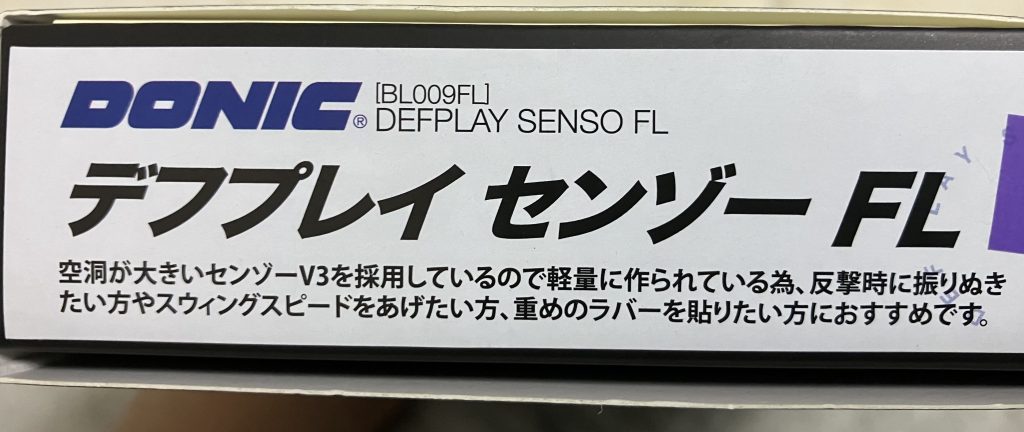 DONIC® [BL009FL]
DEFPLAY SENSO FL
デフプレイ センゾー FL
空洞が大きいセンゾーV3を採用しているので軽量に作られている為、反撃時に振りぬき
たい方やスウィングスピードをあげたい方、重めのラバーを貼りたい方におすすめです。